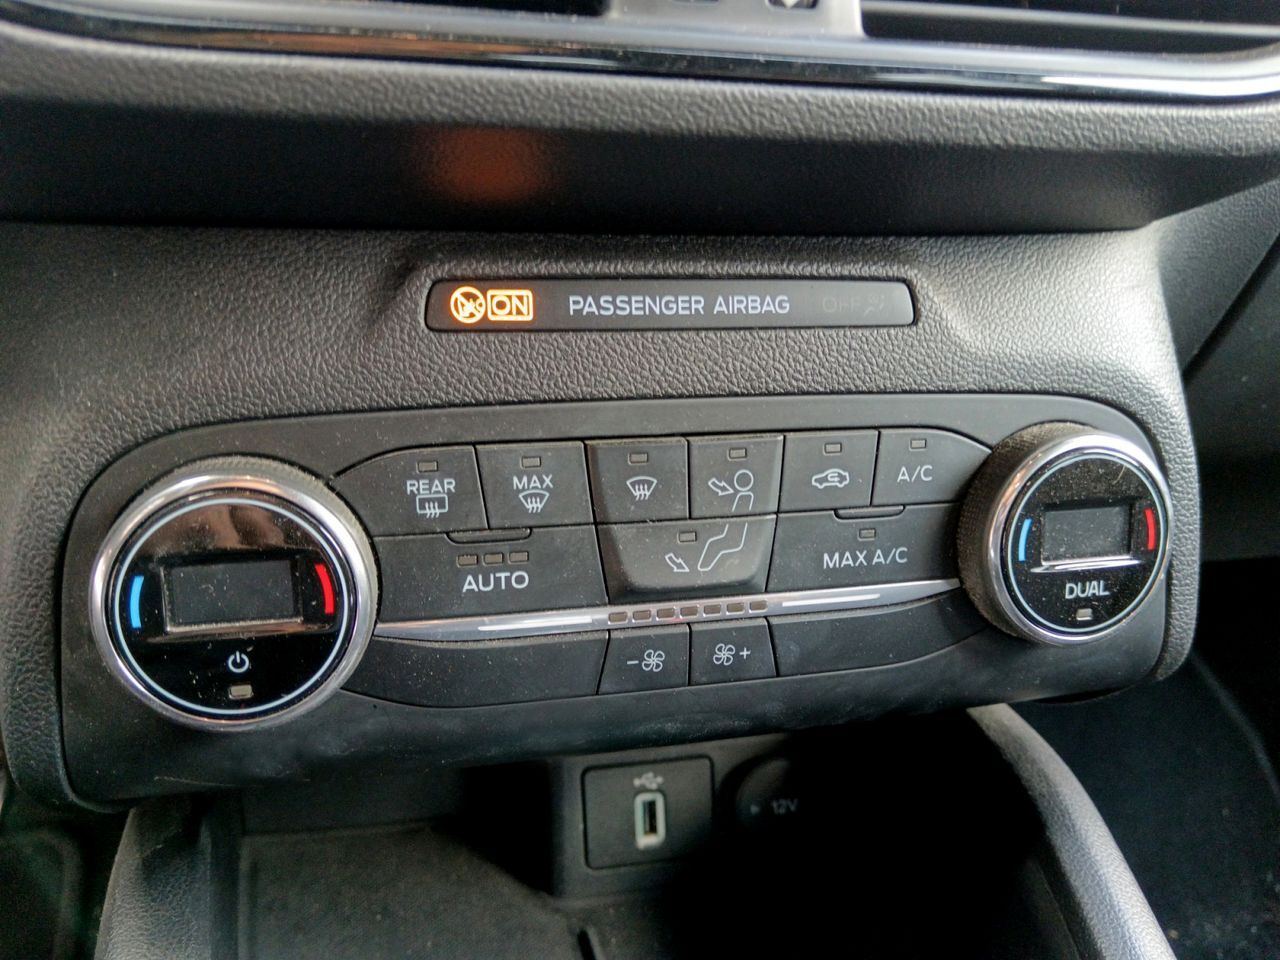 ON PASSENGER AIRBAG OFF
REAR
MAX
A/C
AUTO
MAX A/C
DUAL
- +
12V